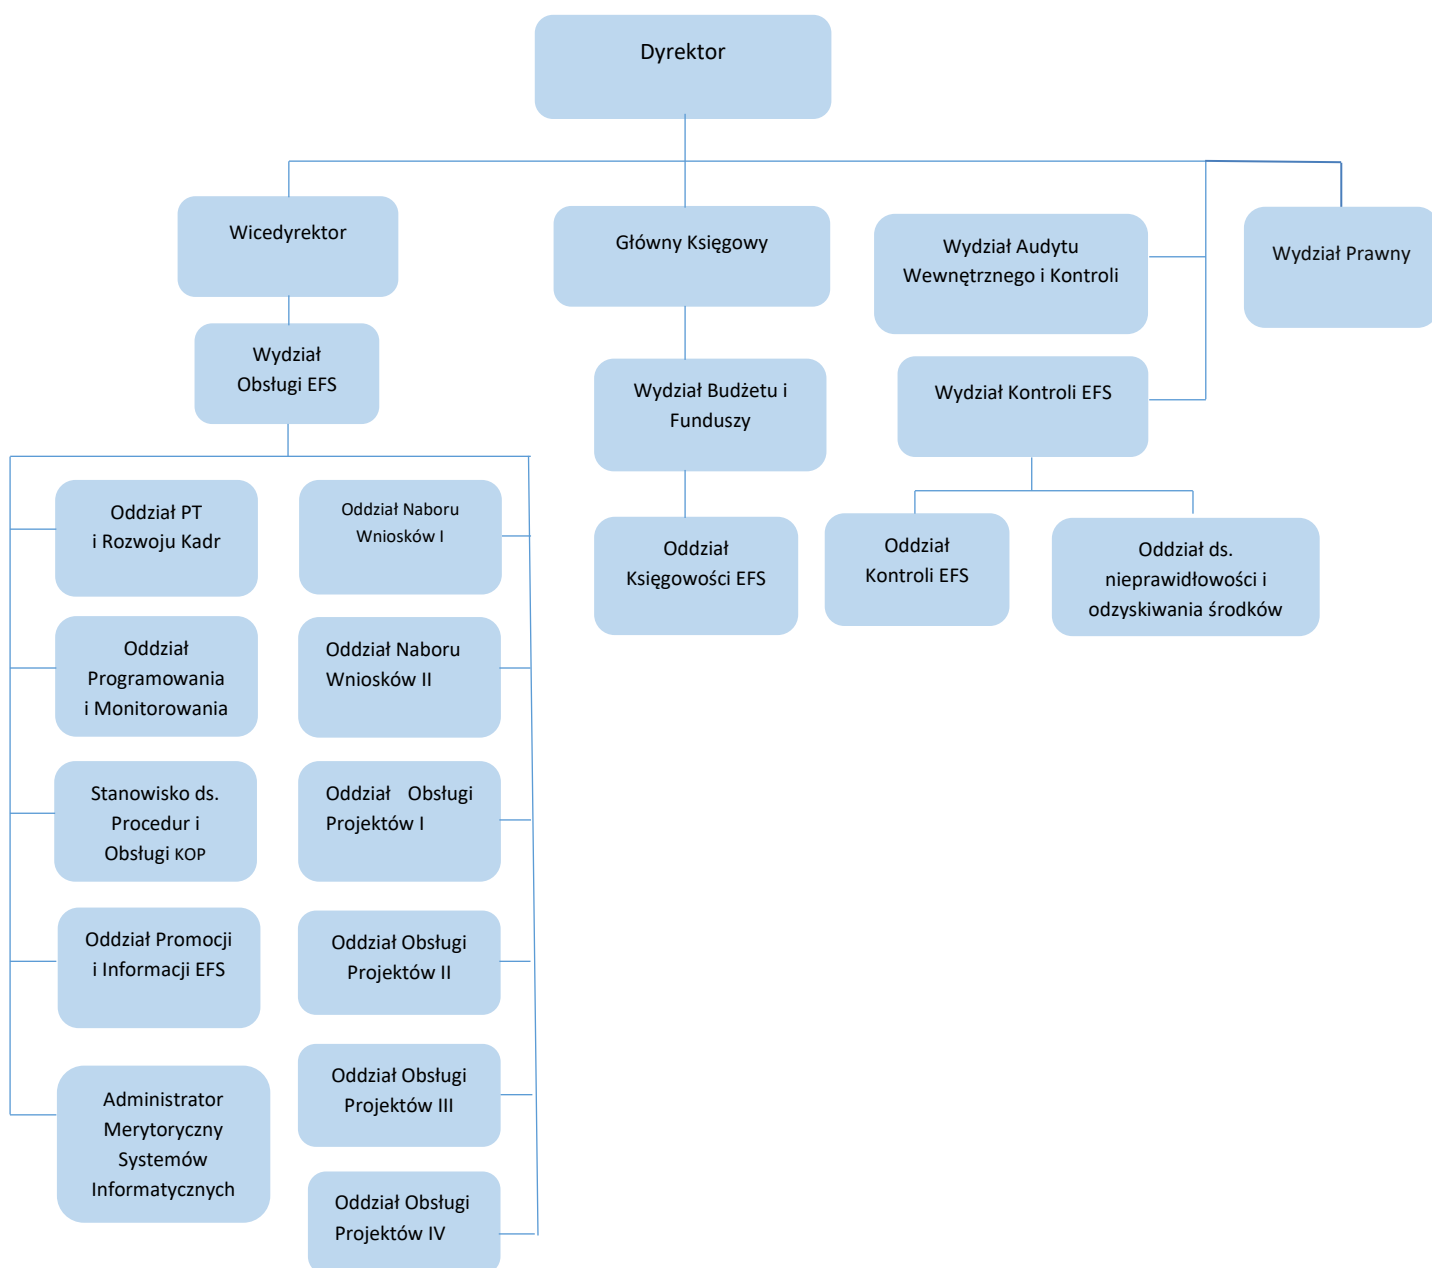 Dyrektor
Wicedyrektor
Główny Księgowy
Wydział Audytu
Wewnętrznego i Kontroli
Wydział Prawny
Wydział
Obsługi EFS
Wydział Budżetu i
Funduszy
Wydział Kontroli EFS
Oddział PT
i Rozwoju Kadr
Oddział Naboru
Wniosków I
Oddział
Księgowości EFS
Oddział
Kontroli EFS
Oddział ds.
nieprawidłowości i
odzyskiwania środków
Oddział
Programowania
i Monitorowania
Oddział Naboru
Wniosków II
Stanowisko ds.
Procedur i
Obsługi KOP
Oddział Obsługi
Projektów I
Oddział Promocji
i Informacji EFS
Oddział Obsługi
Projektów II
Administrator
Merytoryczny
Systemów
Informatycznych
Oddział Obsługi
Projektów III
Oddział Obsługi
Projektów IV